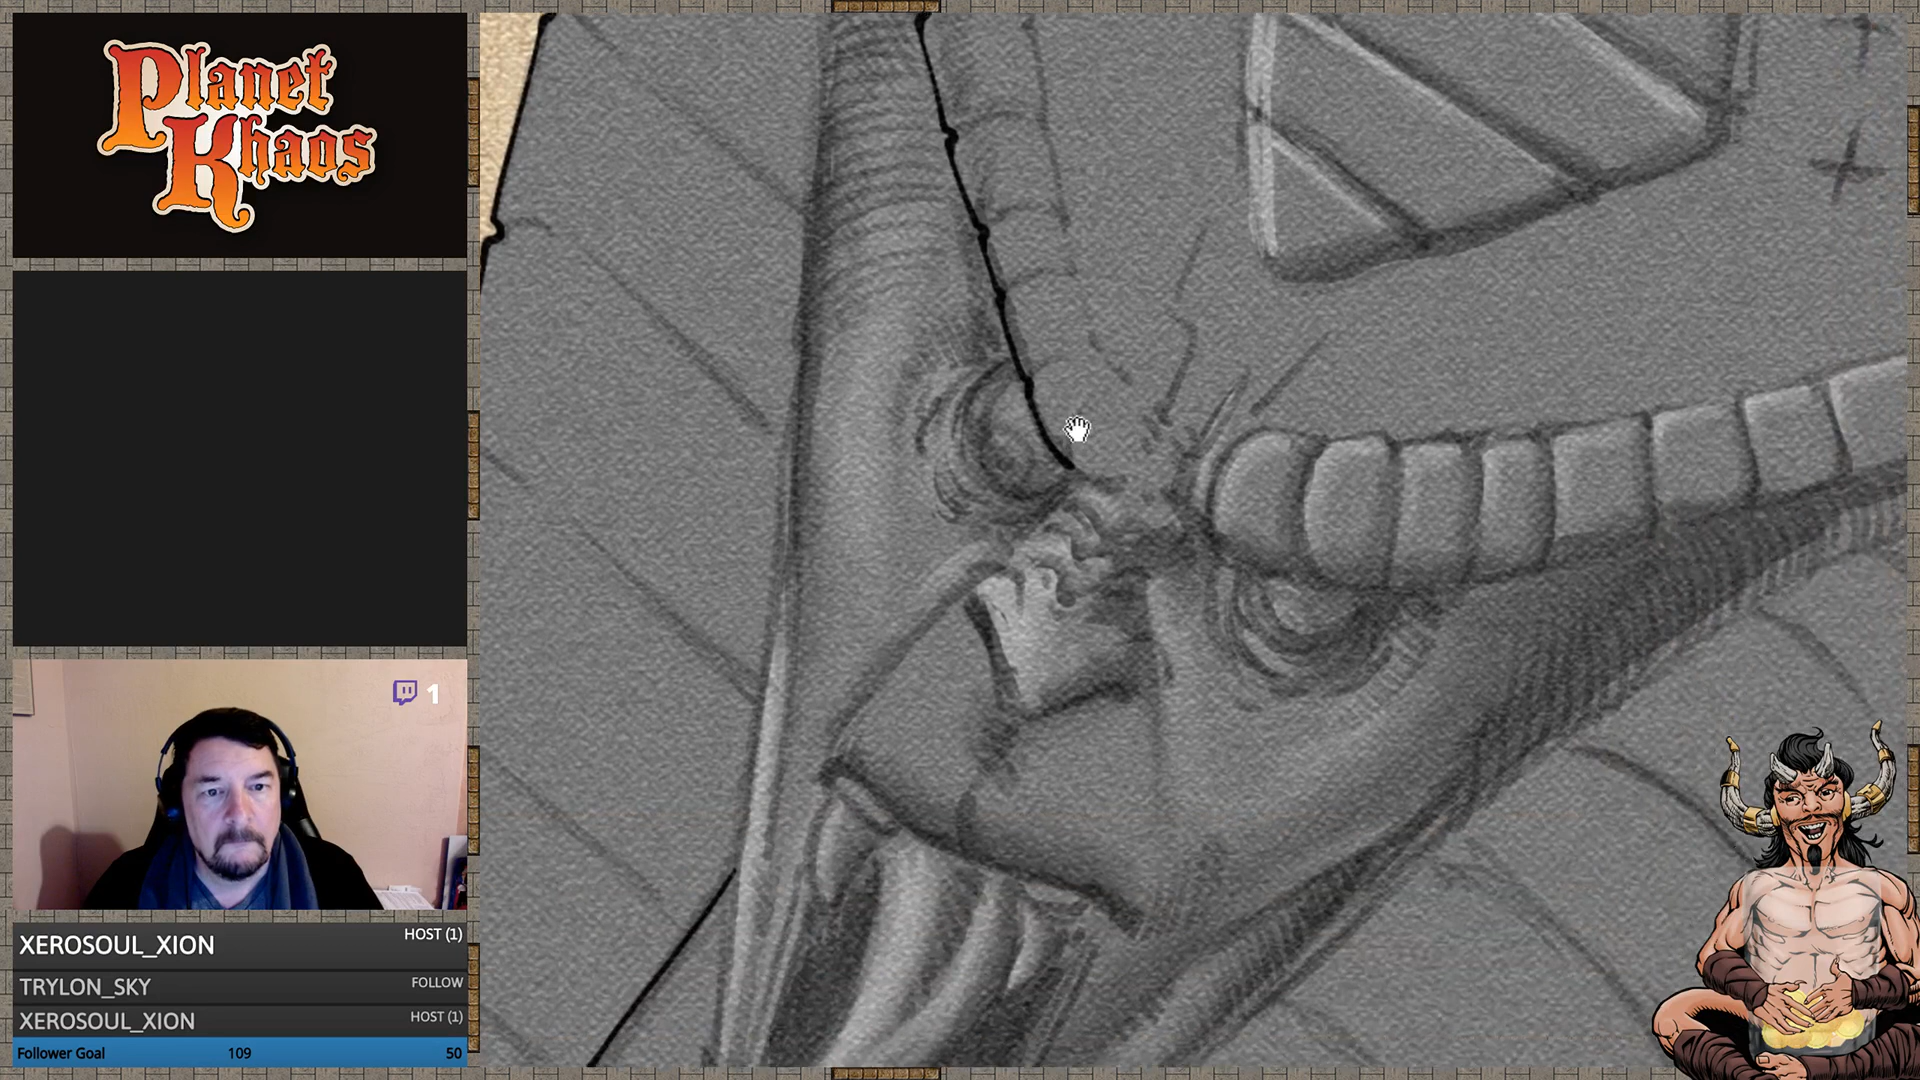 Planet
Khaos
1
XEROSOUL_XION HOST (1)
TRYLON_SKY FOLLOW
XEROSOUL_XION HOST (1)
Follower Goal 109 50